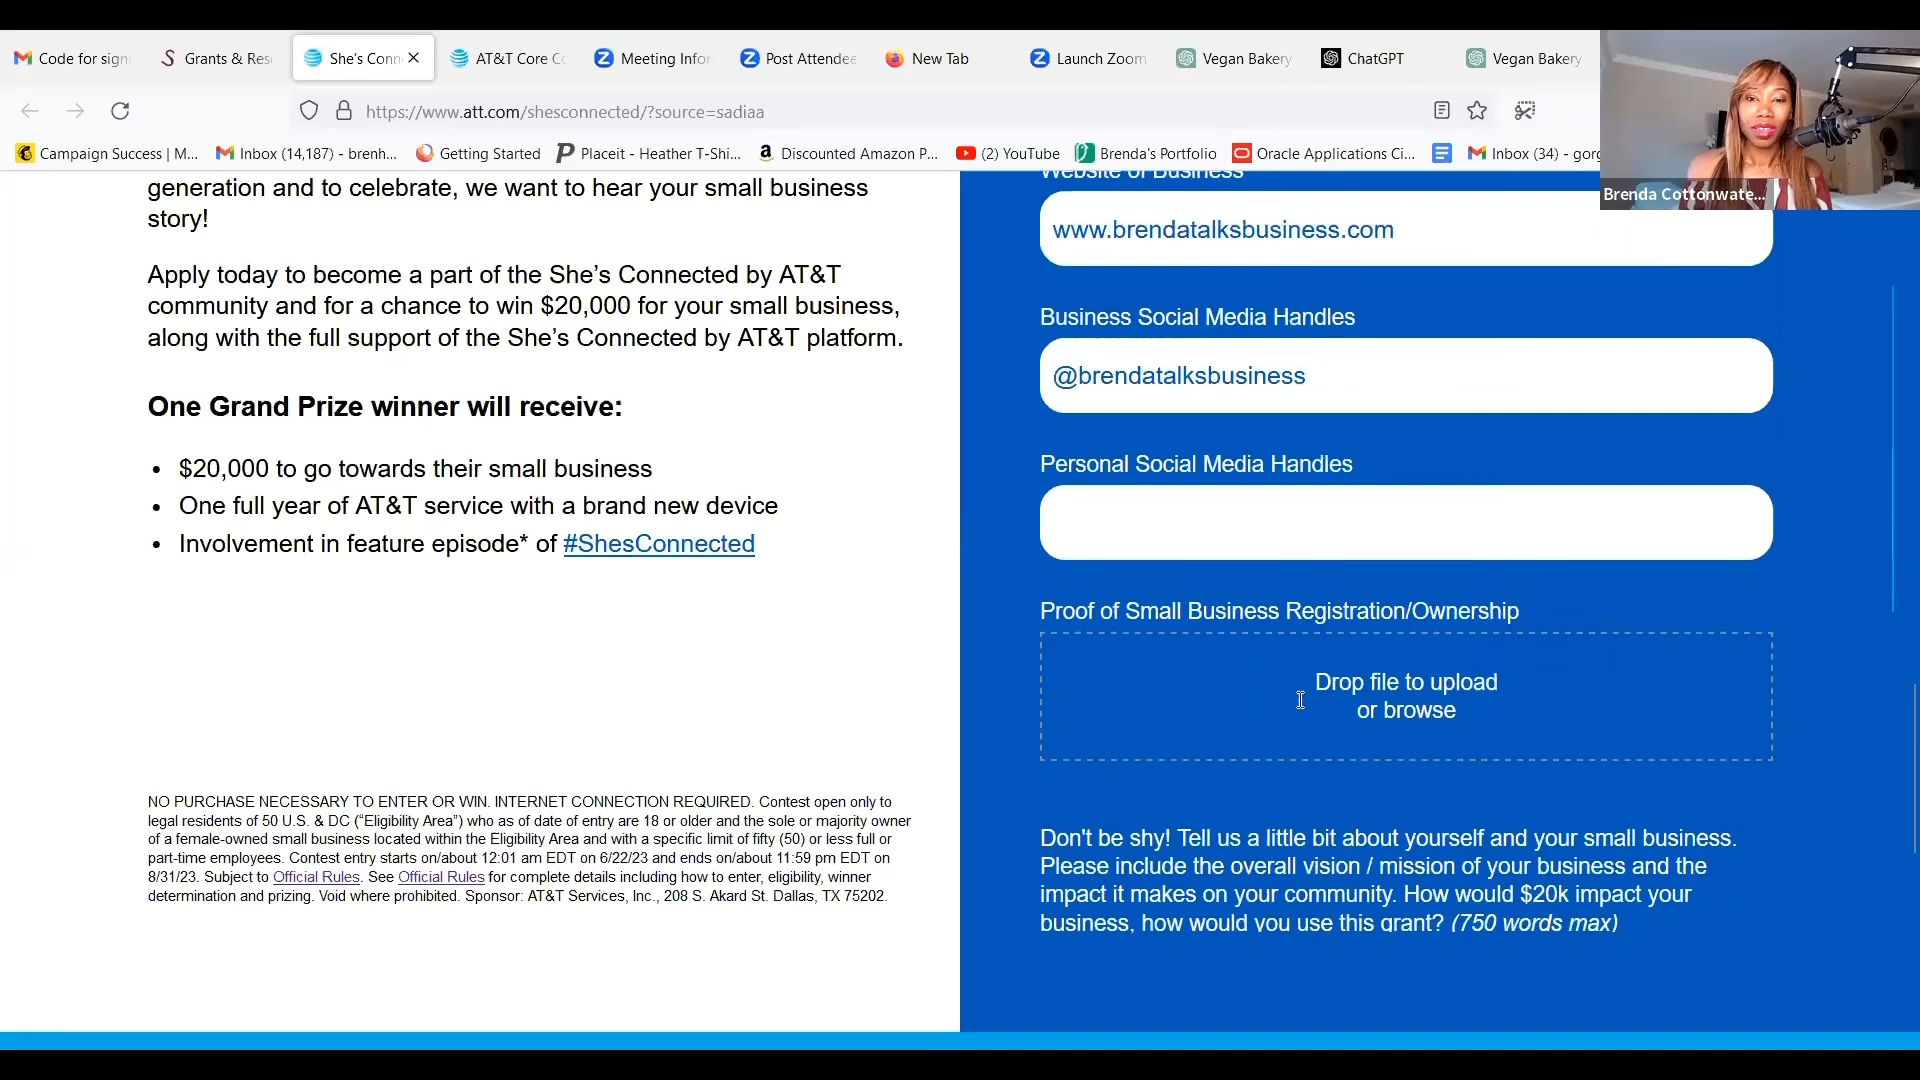 Code for sign
Grants & Res
She's Conn
AT&T Core Co
Meeting Infor
Post Attendee
New Tab
Launch Zoom
Vegan Bakery
ChatGPT
Vegan Bakery
https://www.att.com/shesconnected/?source=sadiaa
Campaign Success | M...
Inbox (14,187) - brenh...
Getting Started
Placeit - Heather T-Shi...
Discounted Amazon P...
(2) YouTube
Brenda's Portfolio
Oracle Applications Ci...
Inbox (34) - gorg
Brenda Cottonwate...
generation and to celebrate, we want to hear your small business
story!
Apply today to become a part of the She's Connected by AT&T
community and for a chance to win $20,000 for your small business,
along with the full support of the She's Connected by AT&T platform.
One Grand Prize winner will receive:
• $20,000 to go towards their small business
• One full year of AT&T service with a brand new device
• Involvement in feature episode* of #ShesConnected
NO PURCHASE NECESSARY TO ENTER OR WIN. INTERNET CONNECTION REQUIRED. Contest open only to
legal residents of 50 U.S. & DC (“Eligibility Area”) who as of date of entry are 18 or older and the sole or majority owner
of a female-owned small business located within the Eligibility Area and with a specific limit of fifty (50) or less full or
part-time employees. Contest entry starts on/about 12:01 am EDT on 6/22/23 and ends on/about 11:59 pm EDT on
8/31/23. Subject to Official Rules. See Official Rules for complete details including how to enter, eligibility, winner
determination and prizing. Void where prohibited. Sponsor: AT&T Services, Inc., 208 S. Akard St. Dallas, TX 75202.
Website of Business
www.brendatalksbusiness.com
Business Social Media Handles
@brendatalksbusiness
Personal Social Media Handles
Proof of Small Business Registration/Ownership
Drop file to upload
or browse
Don't be shy! Tell us a little bit about yourself and your small business.
Please include the overall vision / mission of your business and the
impact it makes on your community. How would $20k impact your
business, how would you use this grant? (750 words max)